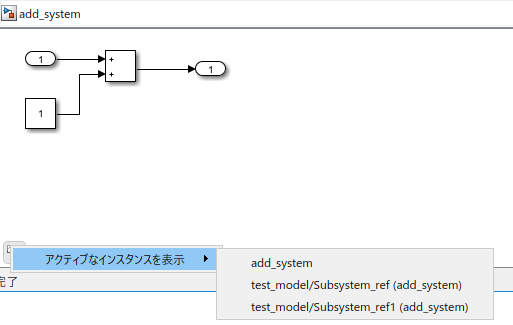 add_system
1
+
+
1
1
アクティブなインスタンスを表示
add_system
test_model/Subsystem_ref (add_system)
test_model/Subsystem_ref1 (add_system)
完了